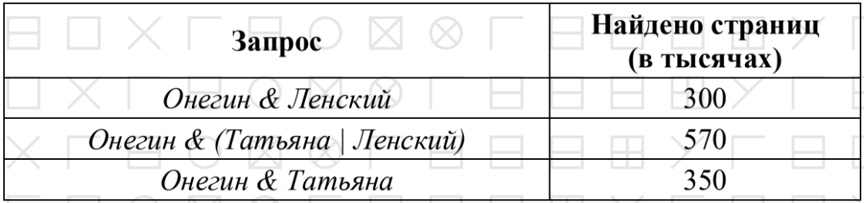 Запрос
Найдено страниц
(в тысячах)
Онегин & Ленский
300
Онегин & (Татьяна | Ленский)
570
Онегин & Татьяна
350